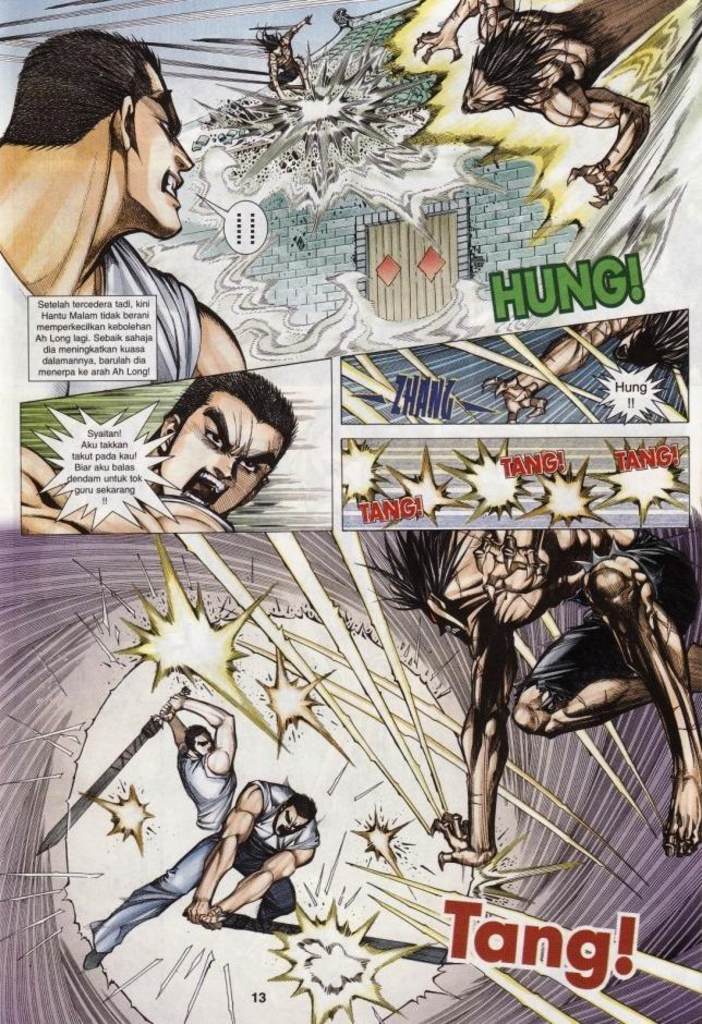 HUNG!
Setelah tercedera tadi, kini
Hantu Malam tidak berani
memperkecilkan kebolehan
Ah Long lagi. Sebaik sahaja
dia meningkatkan kuasa
dalamannya, barulah dia
menerpa ke arah Ah Long!
ZHANG
Hung
!!
Syaitan!
Aku takkan
takut pada kau!
Biar aku balas
dendam untuk tok
guru sekarang
!!
TANG!
TANG!
TANG!
Tang!
13